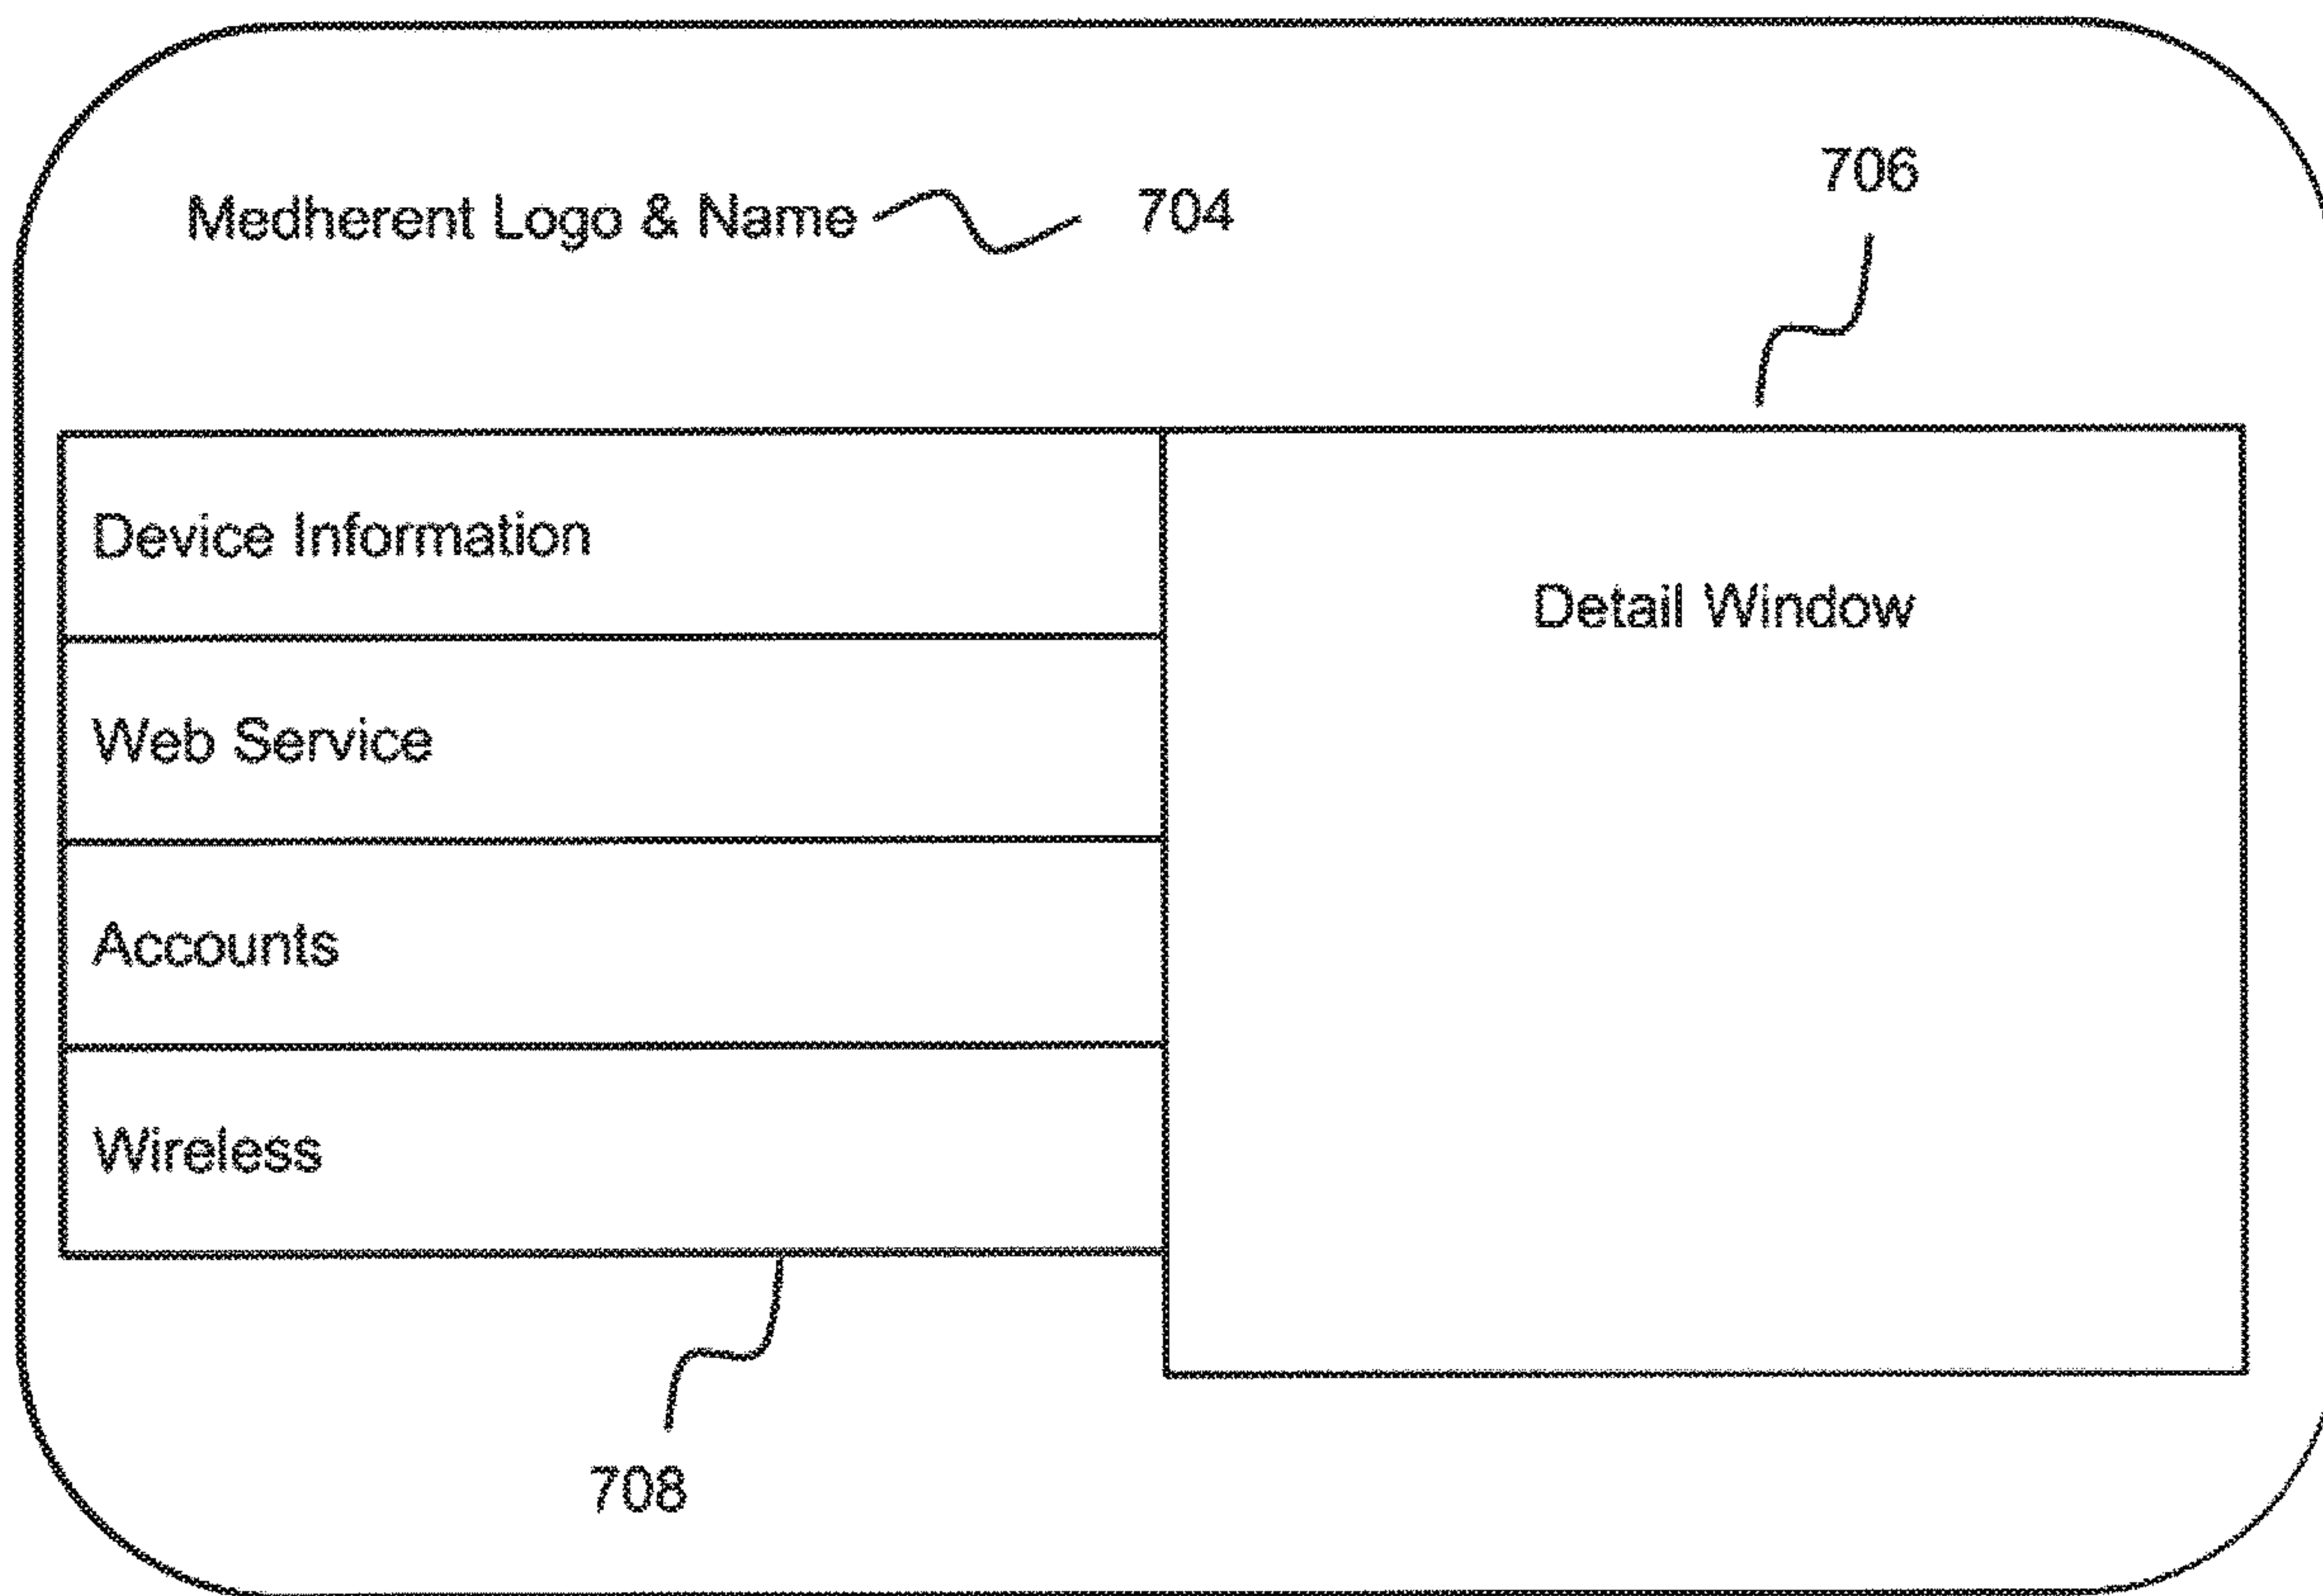 706
Medherent Logo & Name 704
Device Information
Detail Window
Web Service
Accounts
Wireless
708